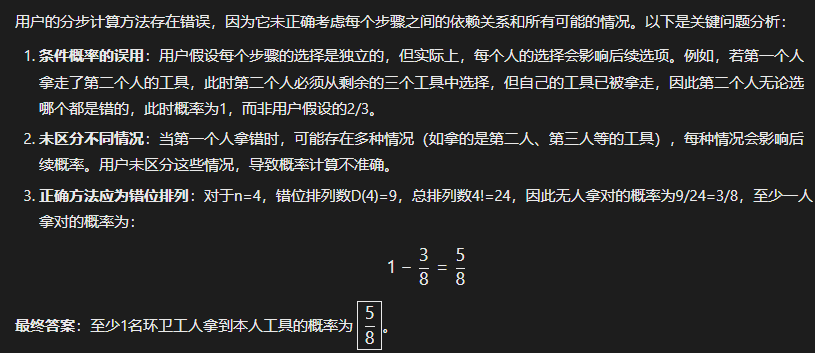 用户的分步计算方法存在错误，因为它未正确考虑每个步骤之间的依赖关系和所有可能的情况。以下是关键问题分析：
1. 条件概率的误用：用户假设每个步骤的选择是独立的，但实际上，每个人的选择会影响后续选项。例如，若第一个人
拿走了第二个人的工具，此时第二个人必须从剩余的三个工具中选择，但自己的工具已被拿走，因此第二个人无论选
哪个都是错的，此时概率为1，而非用户假设的2/3。
2. 未区分不同情况：当第一个人拿错时，可能存在多种情况（如拿的是第二人、第三人等的工具），每种情况会影响后
续概率。用户未区分这些情况，导致概率计算不准确。
3. 正确方法应为错位排列：对于n=4，错位排列数D(4)=9，总排列数4!=24，因此无人拿对的概率为9/24=3/8，至少一人
拿对的概率为：
1 − 3/8 = 5/8
最终答案：至少1名环卫工人拿到本人工具的概率为 5/8。